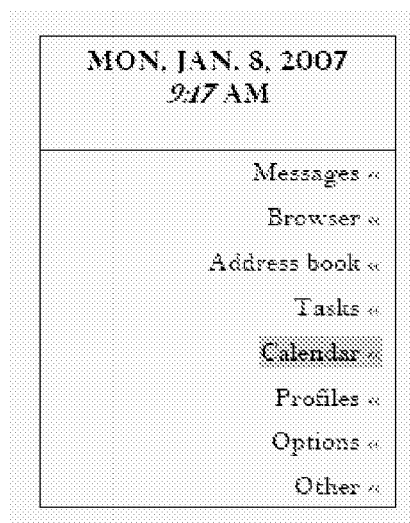 MON. JAN. 8, 2007
9:17 AM
Messages «
Browser «
Address book «
Tasks «
Calendar «
Profiles «
Options «
Other «